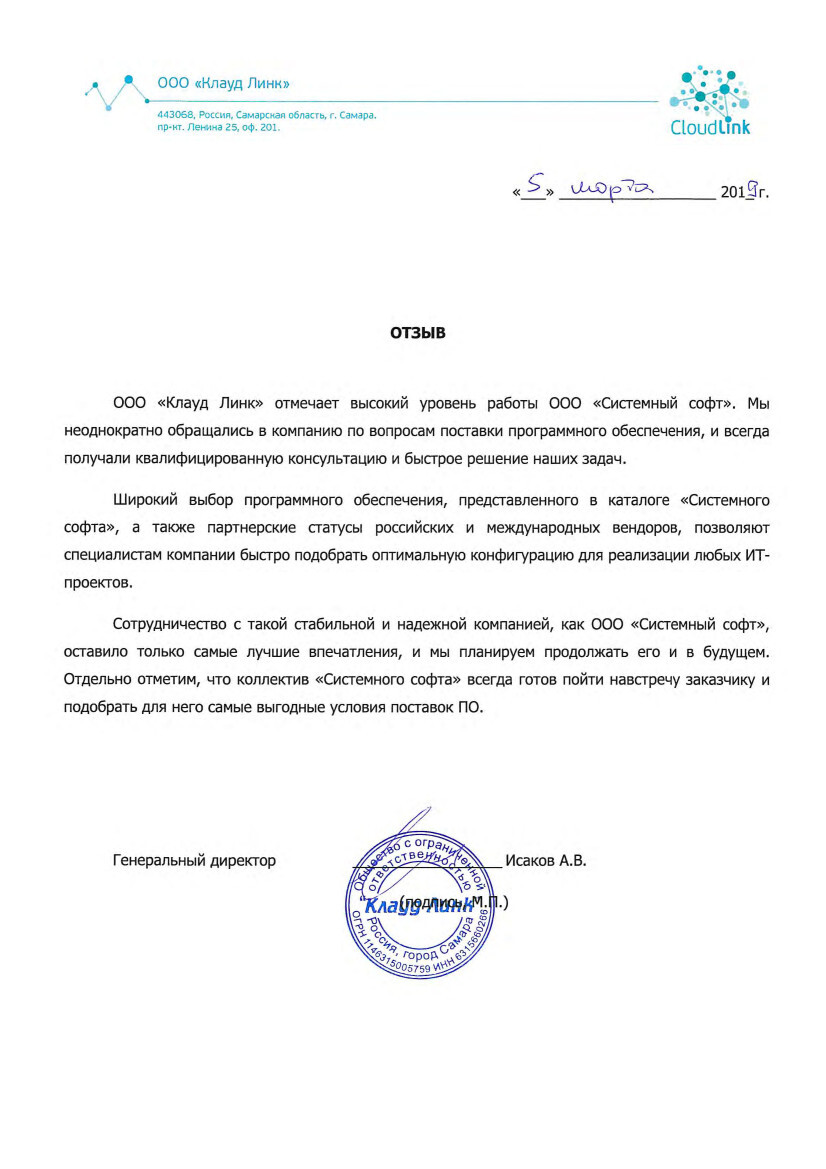 ООО «Клауд Линк»
443068, Россия, Самарская область, г. Самара.
пр-кт. Ленина 25, оф. 201.
CloudLink
«5» марта 2019г.
ОТЗЫВ
ООО «Клауд Линк» отмечает высокий уровень работы ООО «Системный софт». Мы
неоднократно обращались в компанию по вопросам поставки программного обеспечения, и всегда
получали квалифицированную консультацию и быстрое решение наших задач.
Широкий выбор программного обеспечения, представленного в каталоге «Системного
софта», а также партнерские статусы российских и международных вендоров, позволяют
специалистам компании быстро подобрать оптимальную конфигурацию для реализации любых ИТ-
проектов.
Сотрудничество с такой стабильной и надежной компанией, как ООО «Системный софт»,
оставило только самые лучшие впечатления, и мы планируем продолжать его и в будущем.
Отдельно отметим, что коллектив «Системного софта» всегда готов пойти навстречу заказчику и
подобрать для него самые выгодные условия поставок ПО.
Генеральный директор Исаков А.В.
(подпись, М.П.)
Общество с ограниченной
ответственностью
Клауд Линк
Россия, город Самара
ОГРН 1146315005759 ИНН 6315660266